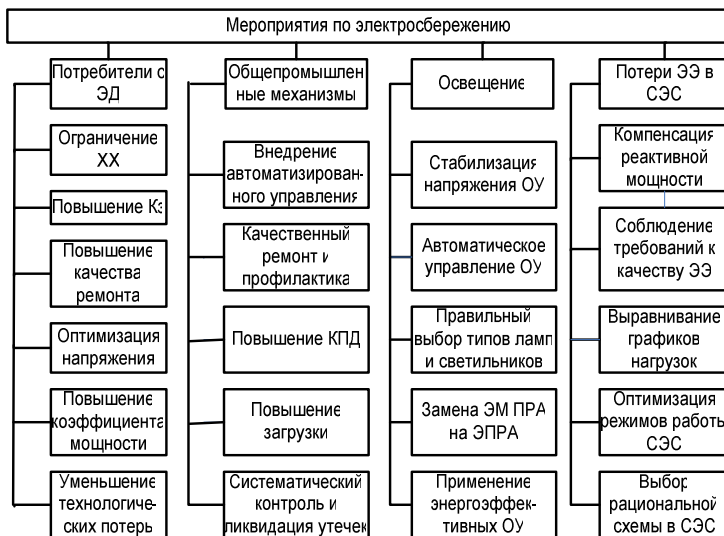 Мероприятия по электросбережению
Потребители с
ЭД
Ограничение
ХХ
Повышение Кз
Повышение
качества
ремонта
Оптимизация
напряжения
Повышение
коэффициента
мощности
Уменьшение
технологиче-
ских потерь
Общепромышлен
ные механизмы
Внедрение
автоматизирован-
ного управления
Качественный
ремонт и
профилактика
Повышение КПД
Повышение
загрузки
Систематический
контроль и
ликвидация утечек
Освещение
Стабилизация
напряжения ОУ
Автоматическое
управление ОУ
Правильный
выбор типов ламп
и светильников
Замена ЭМ ПРА
на ЭПРА
Применение
энергоэффек-
тивных ОУ
Потери ЭЭ в
СЭС
Компенсация
реактивной
мощности
Соблюдение
требований к
качеству ЭЭ
Выравнивание
графиков
нагрузок
Оптимизация
режимов работы
СЭС
Выбор
рациональной
схемы в СЭС